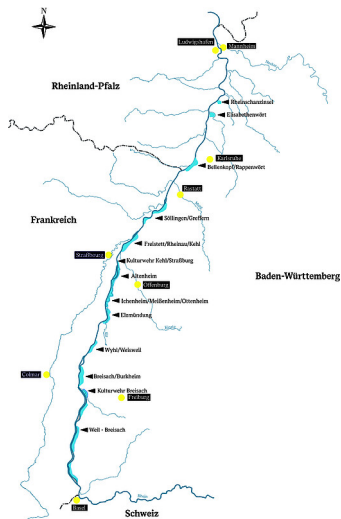 N
Ludwigshafen
Mannheim
Rheinland-Pfalz
Rheinschanzinsel
Elisabethenwört
Karlsruhe
Bellenkopf/Rappenwört
Rastatt
Söllingen/Greffern
Frankreich
Freistett/Rheinau/Kehl
Straßbourg
Kulturwehr Kehl/Straßburg
Baden-Württemberg
Altenheim
Offenburg
Ichenheim/Meißenheim/Ottenheim
Elzmündung
Wyhl/Weisweil
Colmar
Breisach/Burkheim
Kulturwehr Breisach
Freiburg
Weil - Breisach
Basel
Rhein
Schweiz